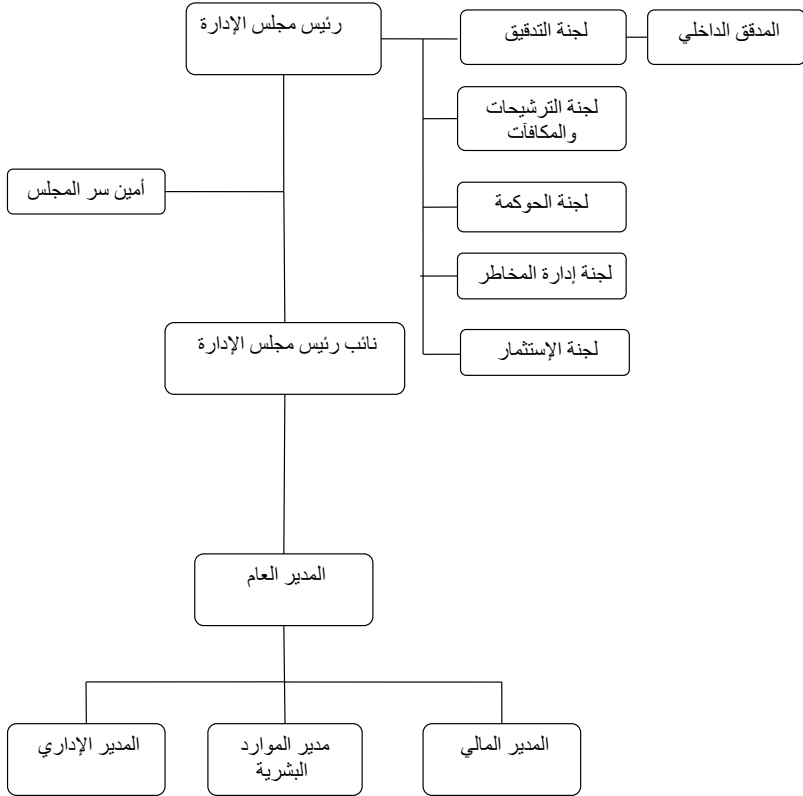 رئيس مجلس الإدارة
لجنة التدقيق
المدقق الداخلي
لجنة الترشيحات
والمكافآت
أمين سر المجلس
لجنة الحوكمة
لجنة إدارة المخاطر
نائب رئيس مجلس الإدارة
لجنة الإستثمار
المدير العام
المدير المالي
مدير الموارد
البشرية
المدير الإداري